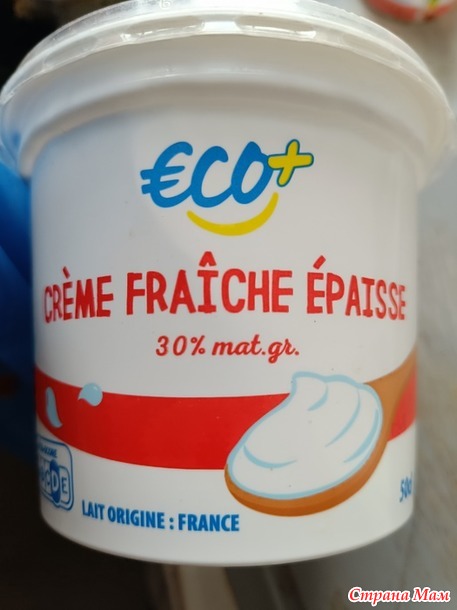 €CO+
CRÈME FRAÎCHE ÉPAISSE
30% mat.gr.
LAIT ORIGINE : FRANCE
Страна Мам